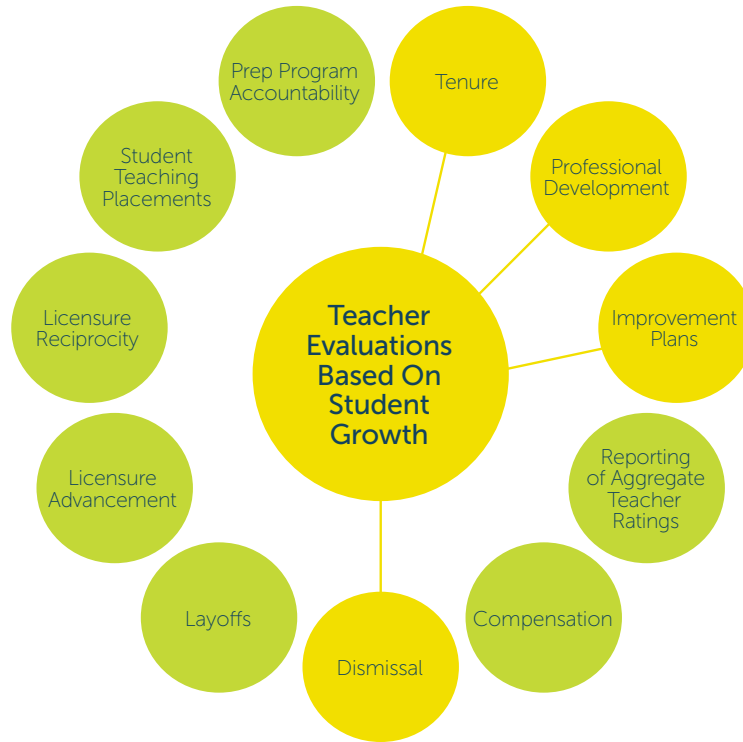 Prep Program
Accountability
Tenure
Student
Teaching
Placements
Professional
Development
Licensure
Reciprocity
Teacher
Evaluations
Based On
Student
Growth
Improvement
Plans
Licensure
Advancement
Reporting
of Aggregate
Teacher
Ratings
Layoffs
Compensation
Dismissal